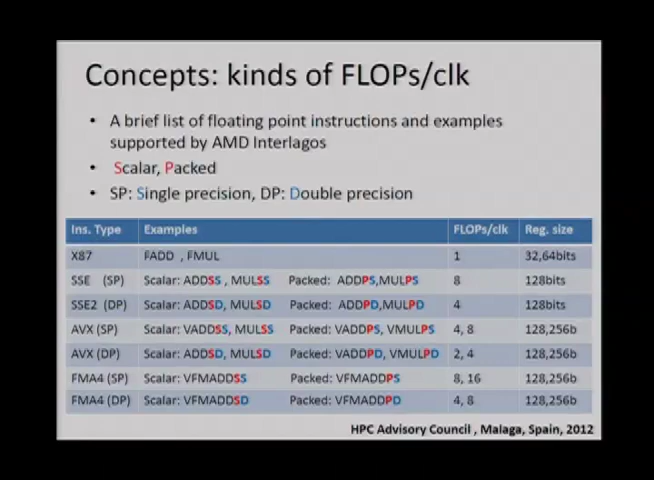 Concepts: kinds of FLOPs/clk
• A brief list of floating point instructions and examples
supported by AMD Interlagos
• Scalar, Packed
• SP: Single precision, DP: Double precision
Ins. Type Examples FLOPs/clk Reg. size
X87 FADD , FMUL 1 32,64bits
SSE (SP) Scalar: ADDSS , MULSS Packed: ADDPS,MULPS 8 128bits
SSE2 (DP) Scalar: ADDSD, MULSD Packed: ADDPD,MULPD 4 128bits
AVX (SP) Scalar: VADDSS, MULSS Packed: VADDPS, VMULPS 4, 8 128,256b
AVX (DP) Scalar: ADDSD, MULSD Packed: VADDPD, VMULPD 2, 4 128,256b
FMA4 (SP) Scalar: VFMADDSS Packed: VFMADDPS 8, 16 128,256b
FMA4 (DP) Scalar: VFMADDSD Packed: VFMADDPD 4, 8 128,256b
HPC Advisory Council , Malaga, Spain, 2012